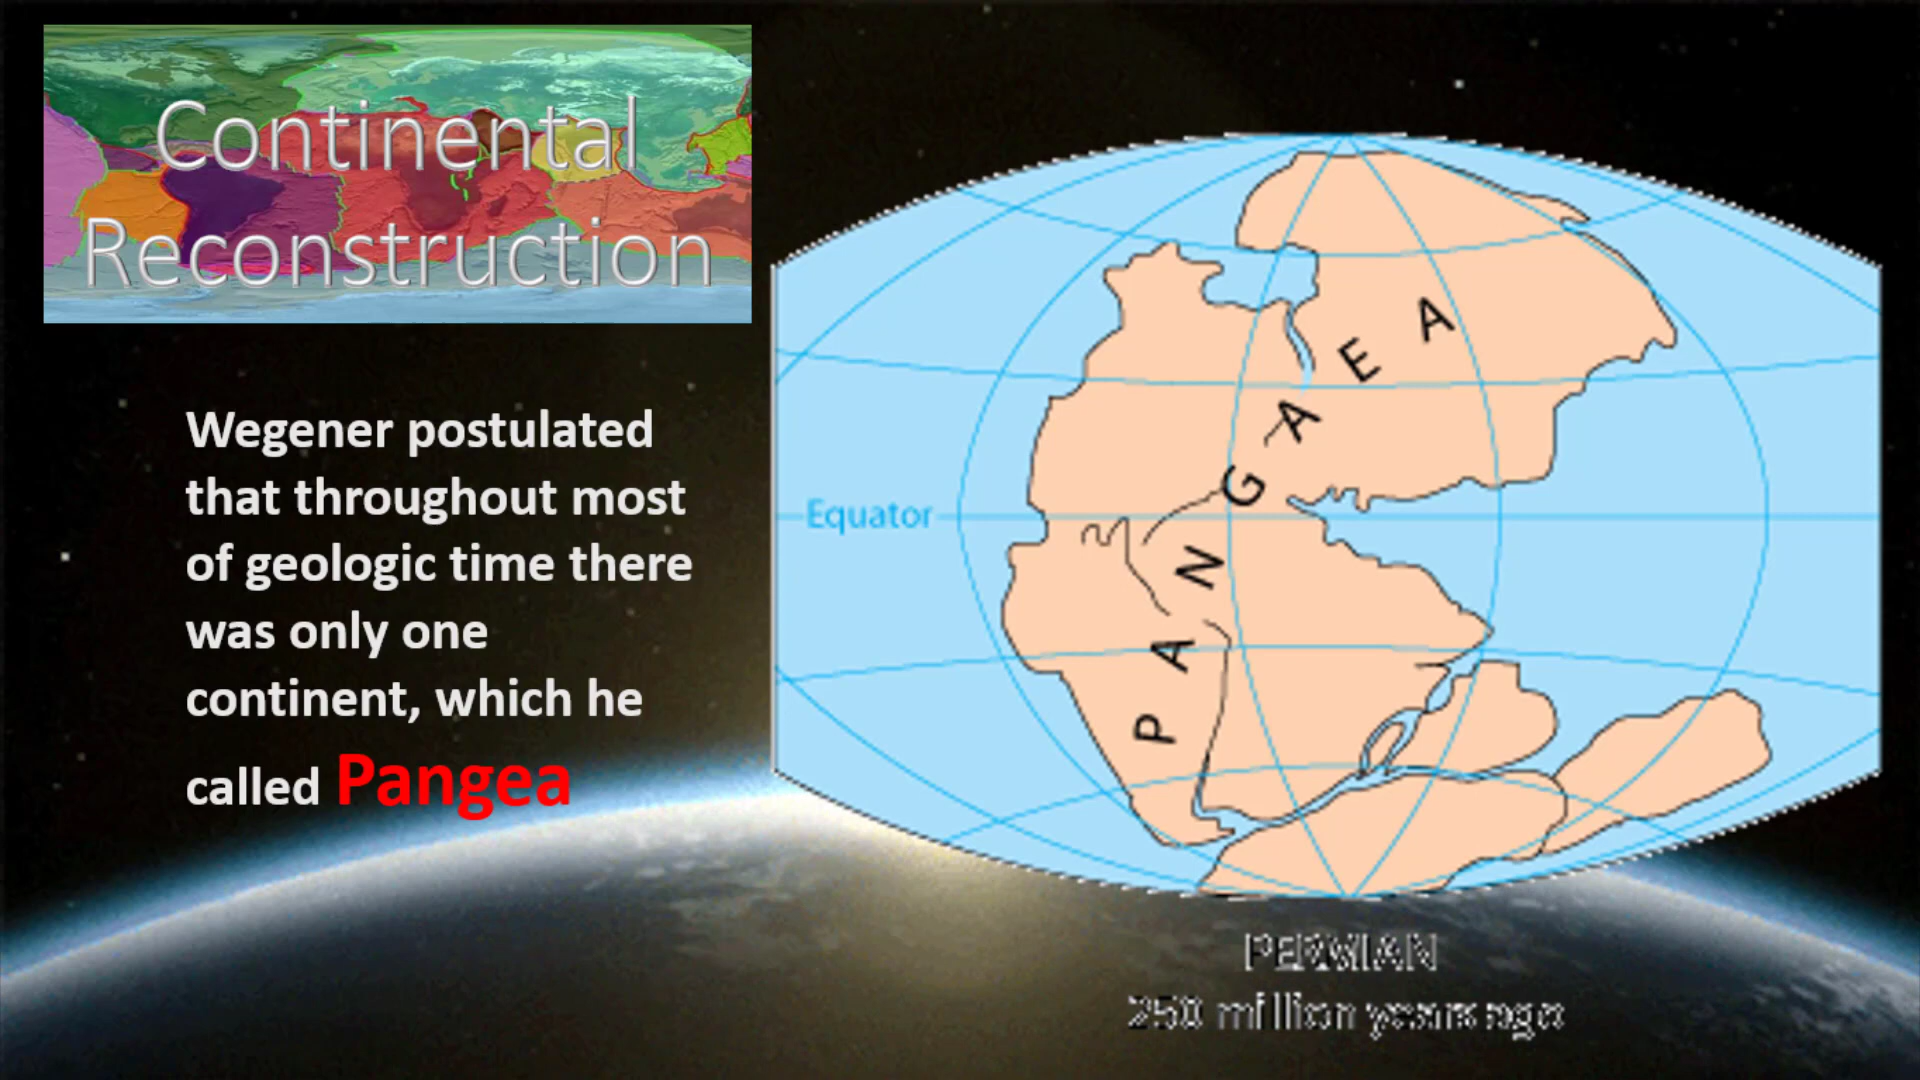 Continental
Reconstruction
Wegener postulated
that throughout most
of geologic time there
was only one
continent, which he
called Pangea
PANGAEA
Equator
PERMIAN
250 million years ago